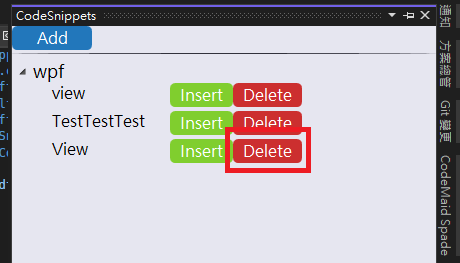 CodeSnippets
Add
wpf
view Insert Delete
TestTestTest Insert Delete
View Insert Delete
通知
方案總管
Git 變更
CodeMaid Spade